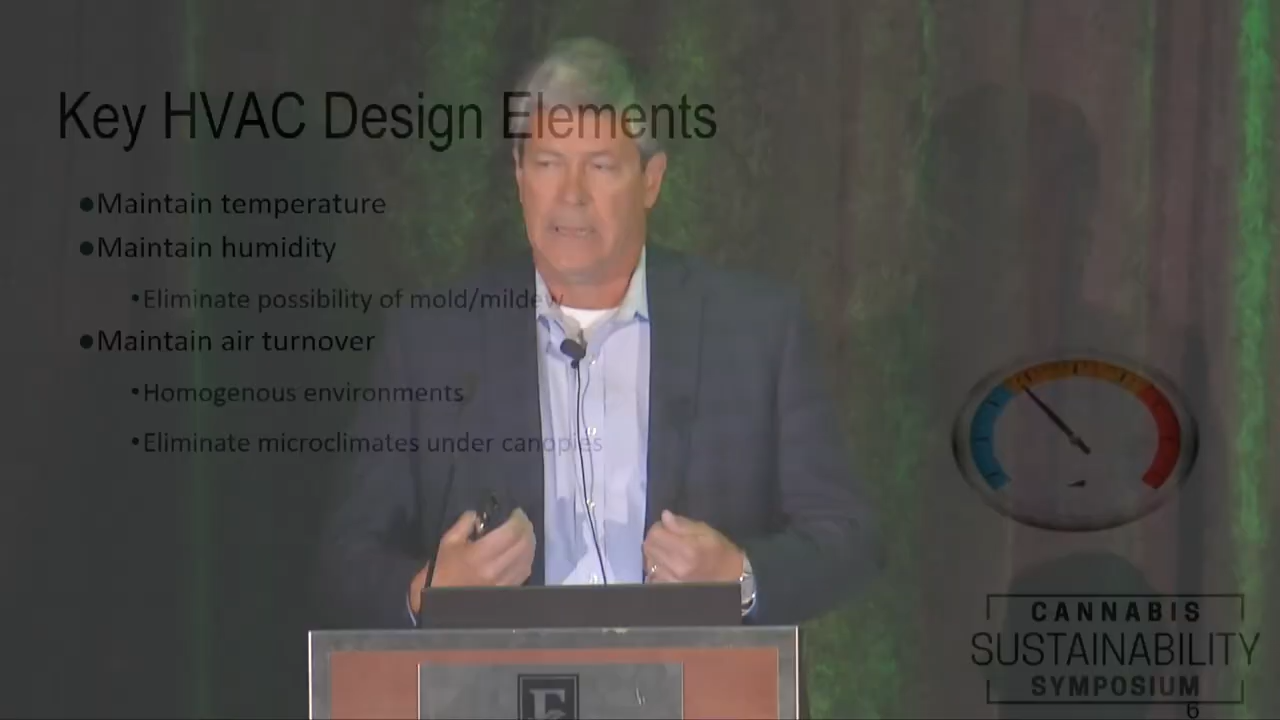 Key HVAC Design Elements
●Maintain temperature
●Maintain humidity
•Eliminate possibility of mold/mildew
●Maintain air turnover
•Homogenous environments
•Eliminate microclimates under canopies
CANNABIS
SUSTAINABILITY
SYMPOSIUM
6